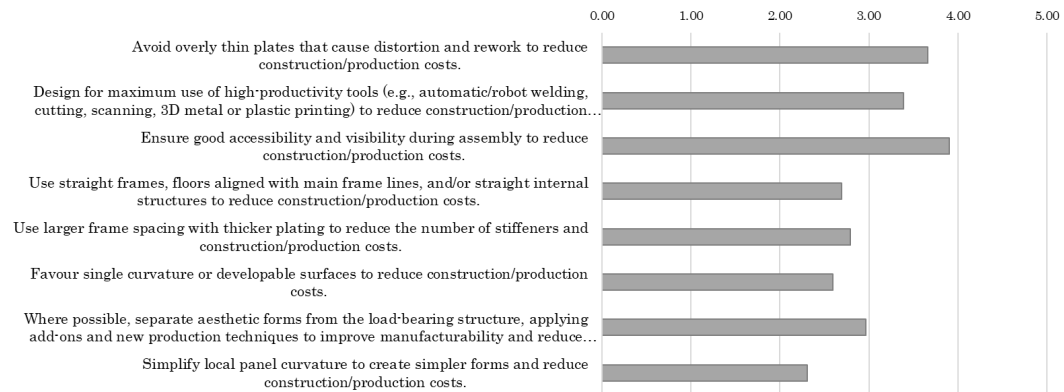 0.00 1.00 2.00 3.00 4.00 5.00
Avoid overly thin plates that cause distortion and rework to reduce
construction/production costs.
Design for maximum use of high-productivity tools (e.g., automatic/robot welding,
cutting, scanning, 3D metal or plastic printing) to reduce construction/production…
Ensure good accessibility and visibility during assembly to reduce
construction/production costs.
Use straight frames, floors aligned with main frame lines, and/or straight internal
structures to reduce construction/production costs.
Use larger frame spacing with thicker plating to reduce the number of stiffeners and
construction/production costs.
Favour single curvature or developable surfaces to reduce construction/production
costs.
Where possible, separate aesthetic forms from the load-bearing structure, applying
add-ons and new production techniques to improve manufacturability and reduce…
Simplify local panel curvature to create simpler forms and reduce
construction/production costs.